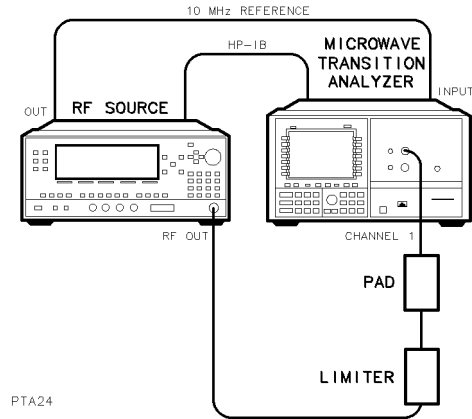 10 MHz REFERENCE
HP-IB
MICROWAVE
TRANSITION
ANALYZER
OUT
RF SOURCE
INPUT
RF OUT
CHANNEL 1
PAD
LIMITER
PTA24